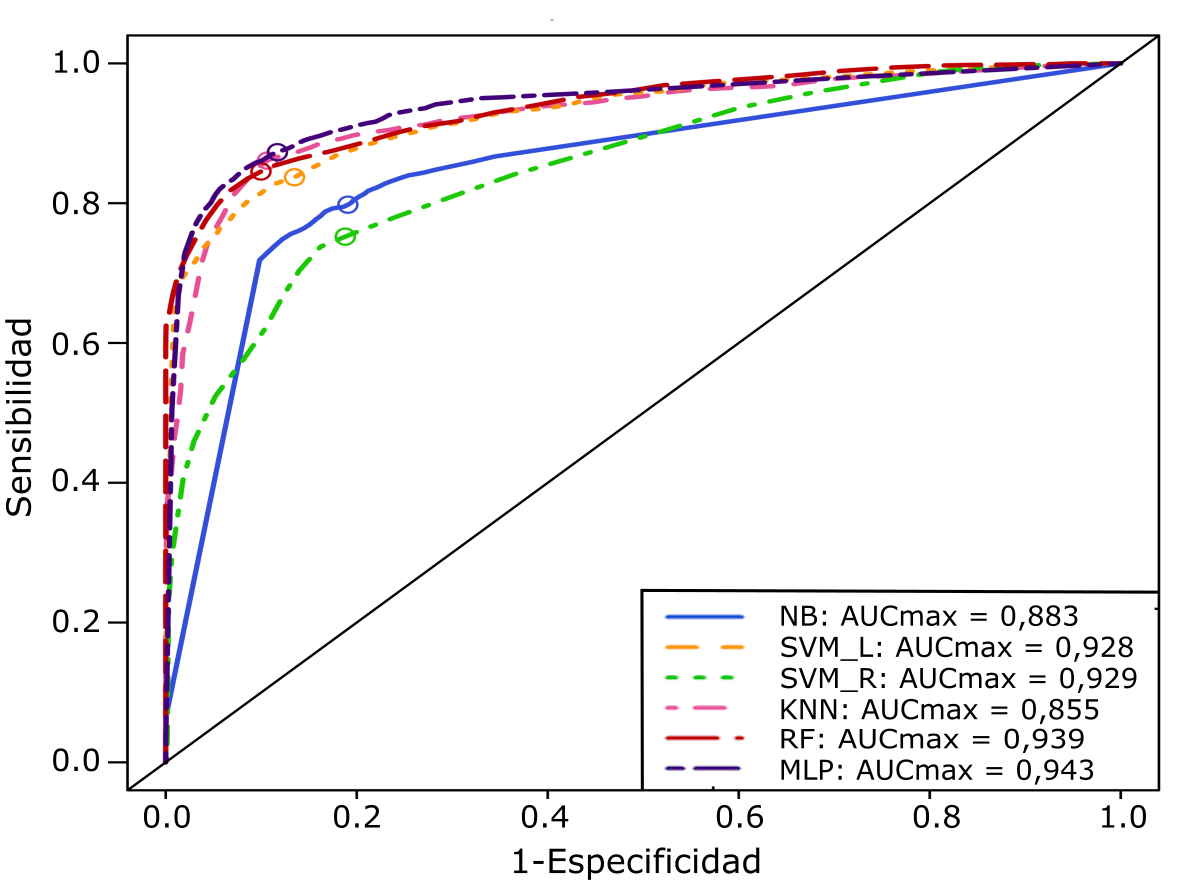 Sensibilidad
1.0
0.8
0.6
0.4
0.2
0.0
NB: AUCmax = 0,883
SVM_L: AUCmax = 0,928
SVM_R: AUCmax = 0,929
KNN: AUCmax = 0,855
RF: AUCmax = 0,939
MLP: AUCmax = 0,943
0.0 0.2 0.4 0.6 0.8 1.0
1-Especificidad